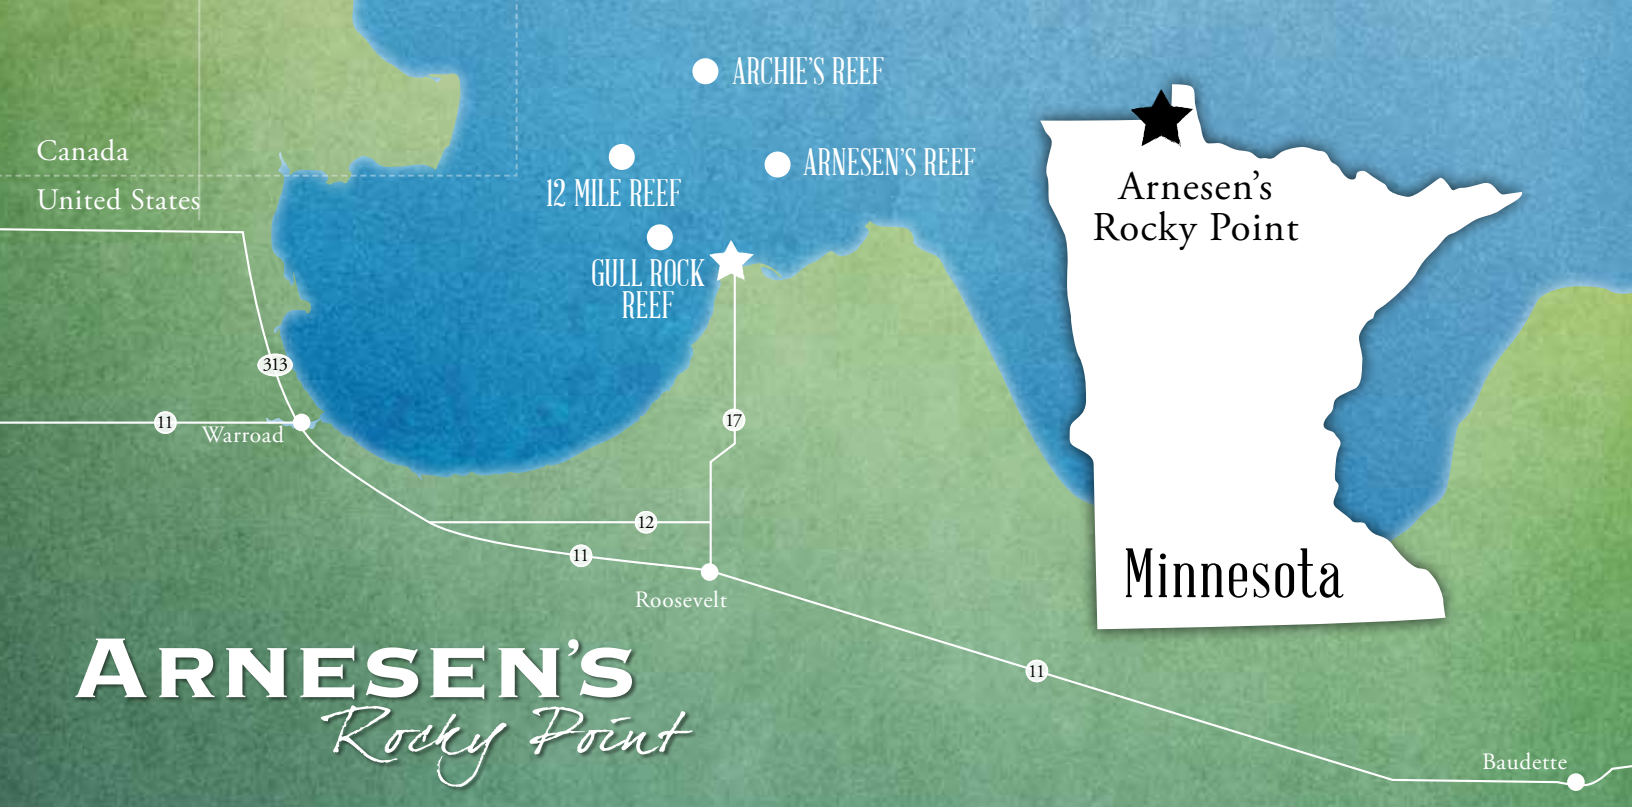 ARCHIE'S REEF
Canada
United States
12 MILE REEF
ARNESEN'S REEF
GULL ROCK
REEF
Arnesen's
Rocky Point
313
11
Warroad
17
12
11
Roosevelt
Minnesota
11
Baudette
ARNESEN'S
Rocky Point